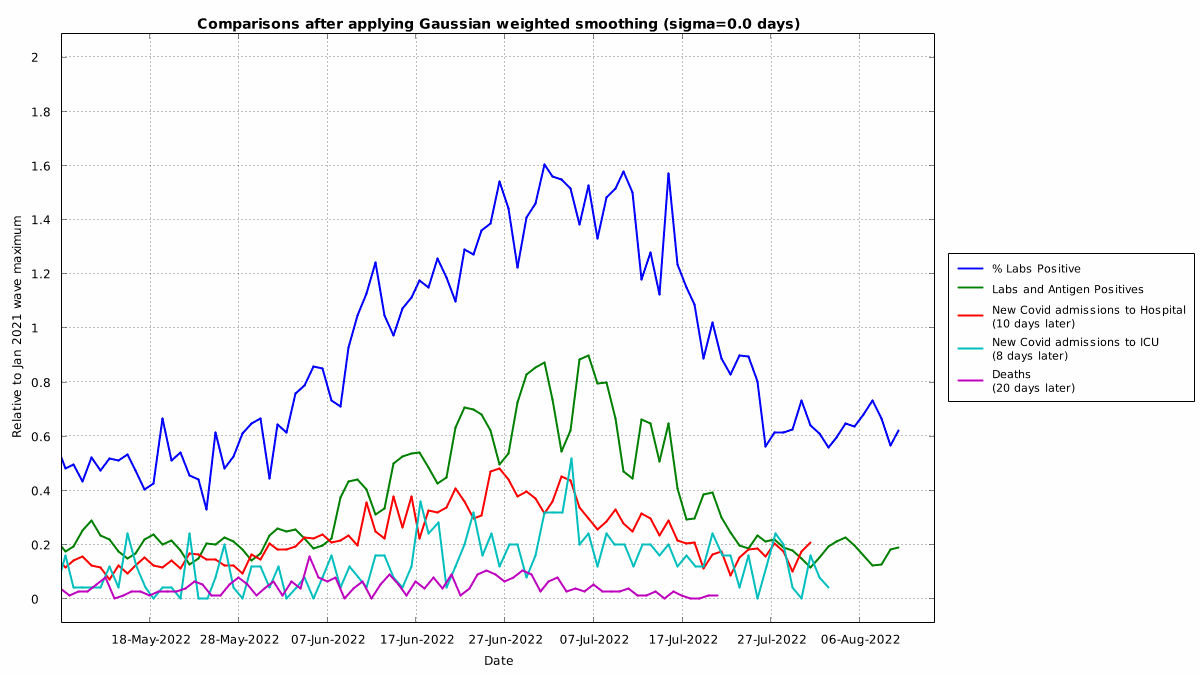 Comparisons after applying Gaussian weighted smoothing (sigma=0.0 days)
Relative to Jan 2021 wave maximum
2
1.8
1.6
1.4
1.2
1
0.8
0.6
0.4
0.2
0
18-May-2022 28-May-2022 07-Jun-2022 17-Jun-2022 27-Jun-2022 07-Jul-2022 17-Jul-2022 27-Jul-2022 06-Aug-2022
Date
% Labs Positive
Labs and Antigen Positives
New Covid admissions to Hospital
(10 days later)
New Covid admissions to ICU
(8 days later)
Deaths
(20 days later)